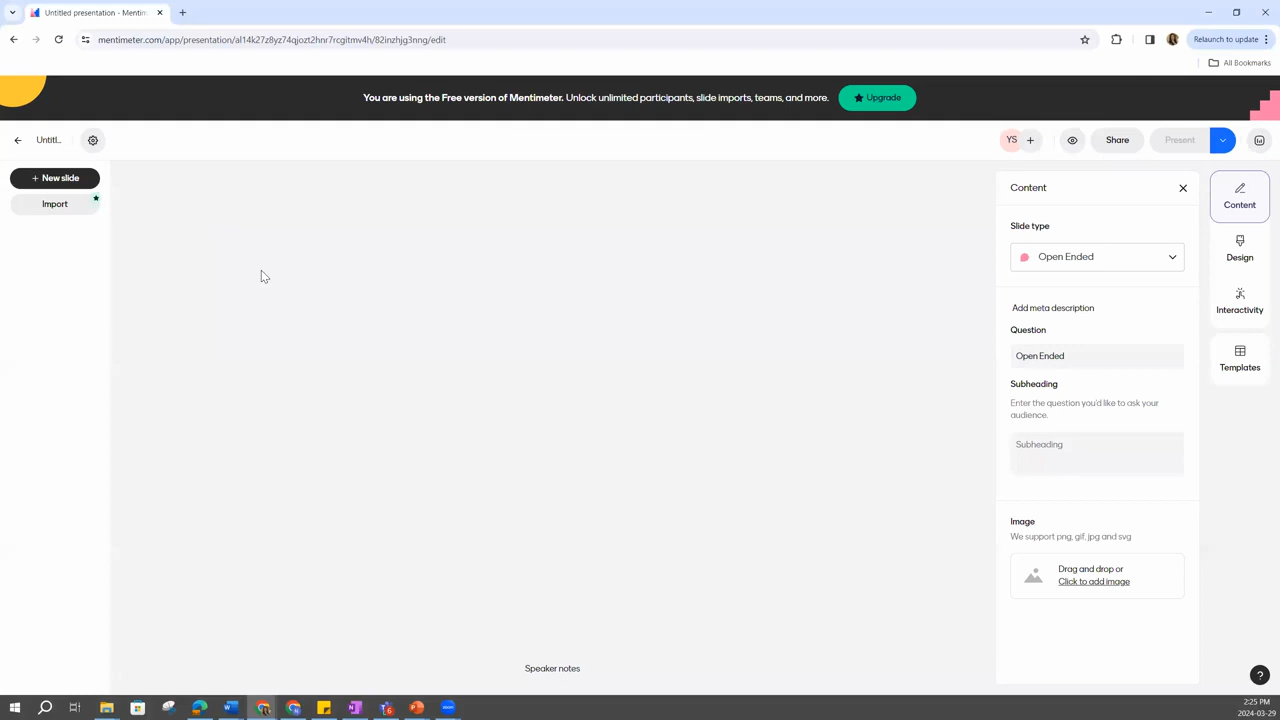 Untitled presentation - Mentim
mentimeter.com/app/presentation/al14k27z8yz74qjozt2hnr7rcgitmv4h/82inzhjg3nng/edit
Relaunch to update
All Bookmarks
You are using the Free version of Mentimeter. Unlock unlimited participants, slide imports, teams, and more.
Upgrade
Untitl...
YS
Share
Present
+ New slide
Import
Content
Slide type
Open Ended
Add meta description
Question
Open Ended
Subheading
Enter the question you'd like to ask your
audience.
Subheading
Image
We support png, gif, jpg and svg
Drag and drop or
Click to add image
Content
Design
Interactivity
Templates
Speaker notes
?
2:25 PM
2024-03-29